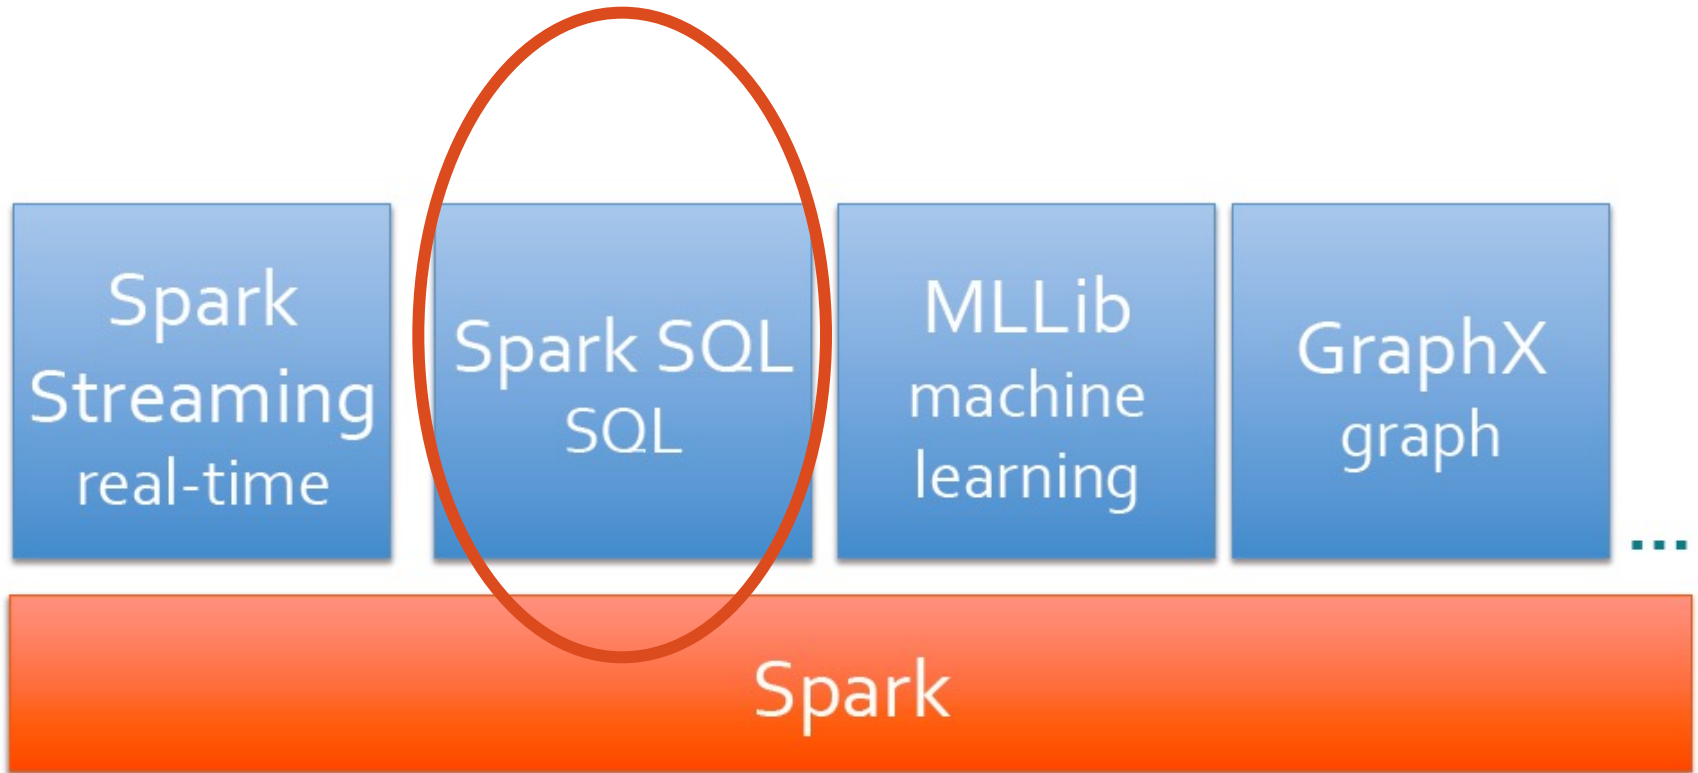 Spark
Streaming
real-time
Spark SQL
SQL
MLLib
machine
learning
GraphX
graph
...
Spark